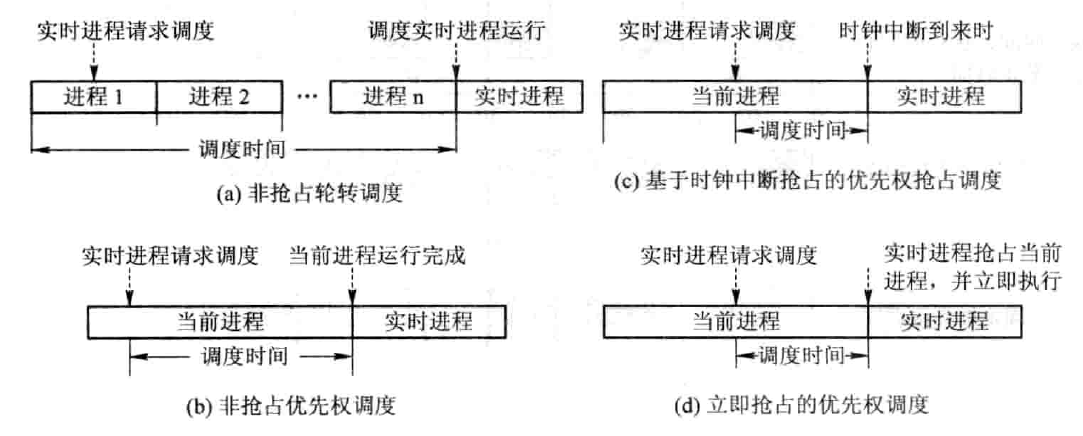 实时进程请求调度
调度实时进程运行
进程 1
进程 2
…
进程 n
实时进程
调度时间
(a) 非抢占轮转调度
实时进程请求调度
时钟中断到来时
当前进程
实时进程
调度时间
(c) 基于时钟中断抢占的优先权抢占调度
实时进程请求调度
当前进程运行完成
当前进程
实时进程
调度时间
(b) 非抢占优先权调度
实时进程请求调度
实时进程抢占当前
进程，并立即执行
当前进程
实时进程
调度时间
(d) 立即抢占的优先权调度